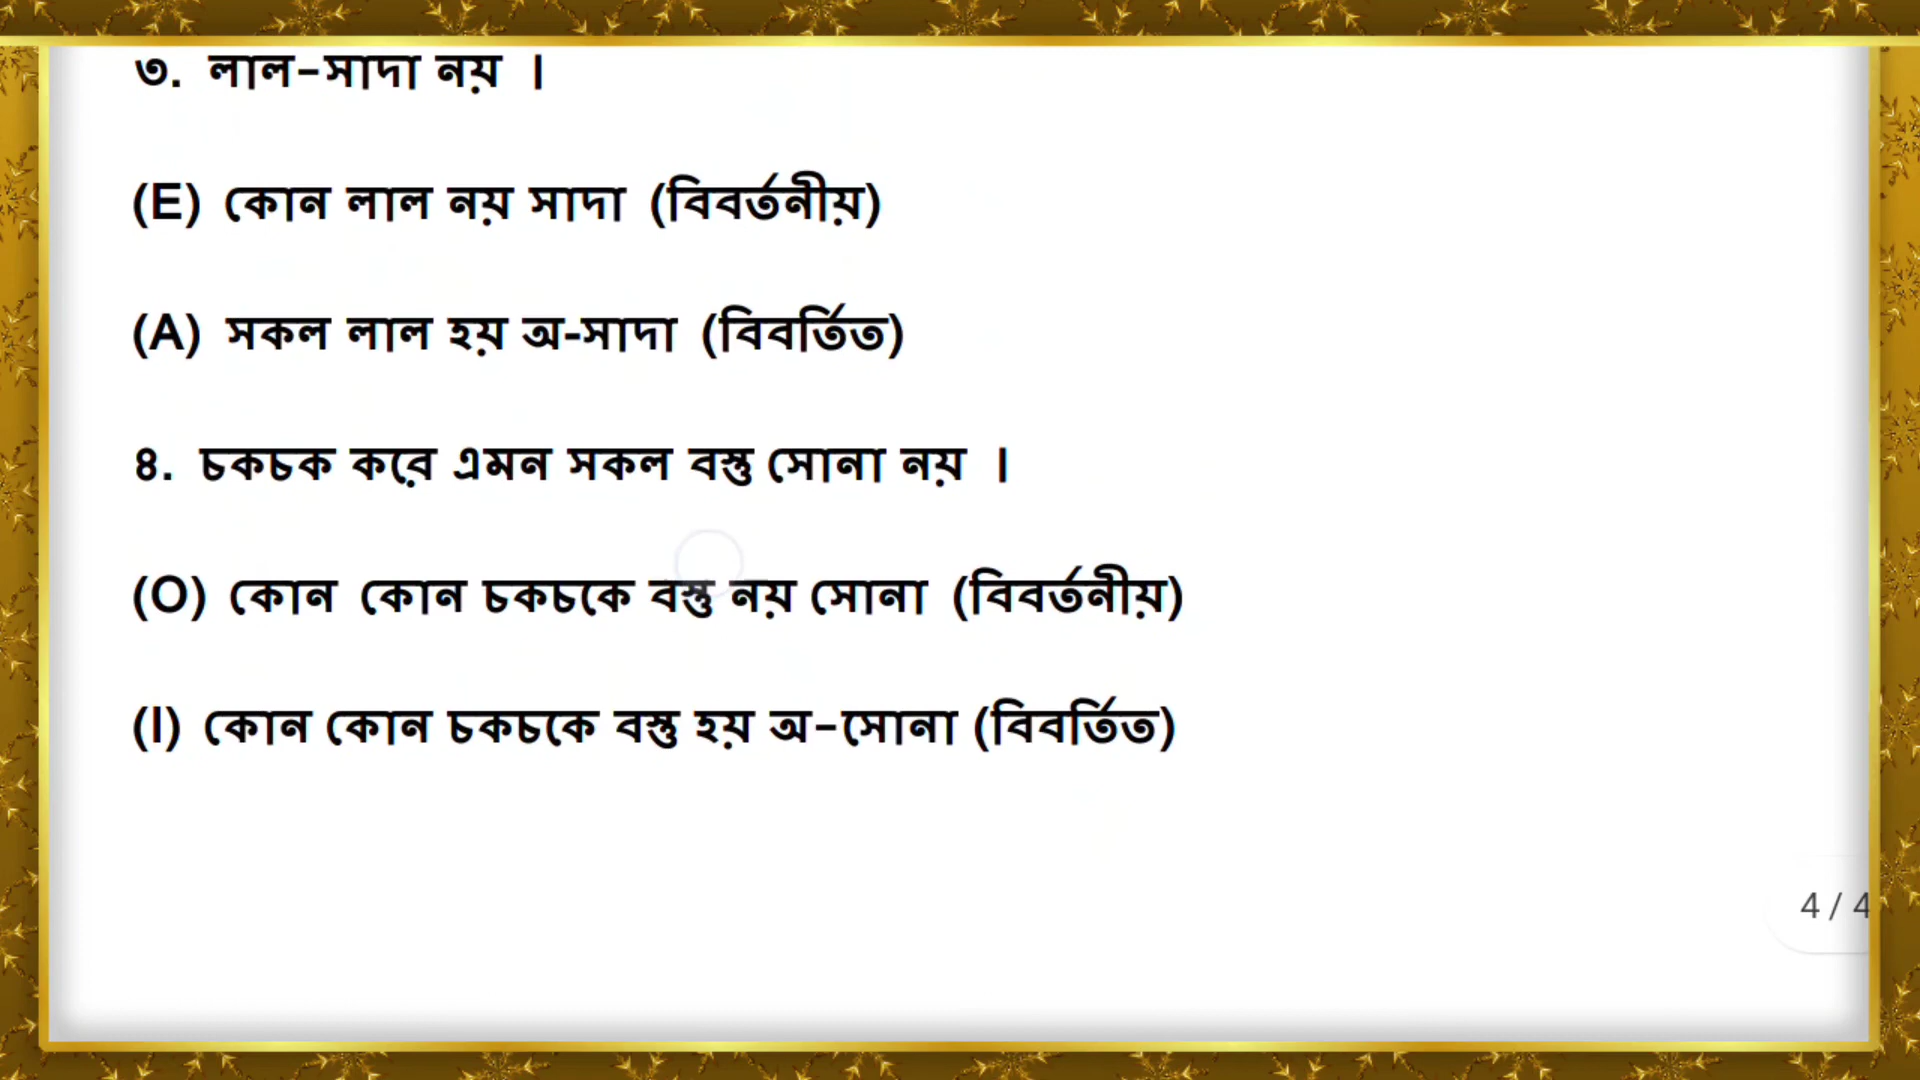 ৩. লাল-সাদা নয় ।
(E) কোন লাল নয় সাদা (বিবর্তনীয়)
(A) সকল লাল হয় অ-সাদা (বিবর্তিত)
৪. চকচক করে এমন সকল বস্তু সোনা নয় ।
(O) কোন কোন চকচকে বস্তু নয় সোনা (বিবর্তনীয়)
(I) কোন কোন চকচকে বস্তু হয় অ-সোনা (বিবর্তিত)
4 / 4